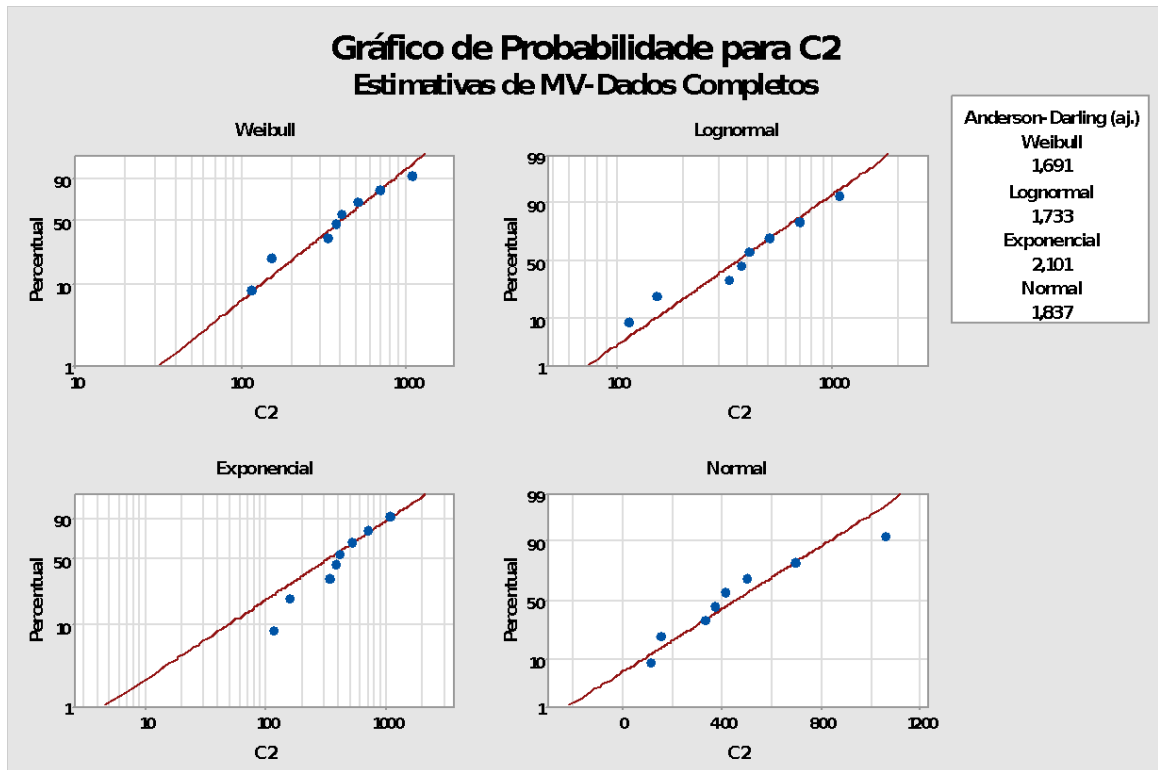 Gráfico de Probabilidade para C2
Estimativas de MV-Dados Completos
Weibull
Percentual
90
50
10
1
10
100
1000
C2
Lognormal
Percentual
99
90
50
10
1
100
1000
C2
Anderson-Darling (aj.)
Weibull
1,691
Lognormal
1,733
Exponencial
2,101
Normal
1,837
Exponencial
Percentual
90
50
10
1
10
100
1000
C2
Normal
Percentual
99
90
50
10
1
0
400
800
1200
C2